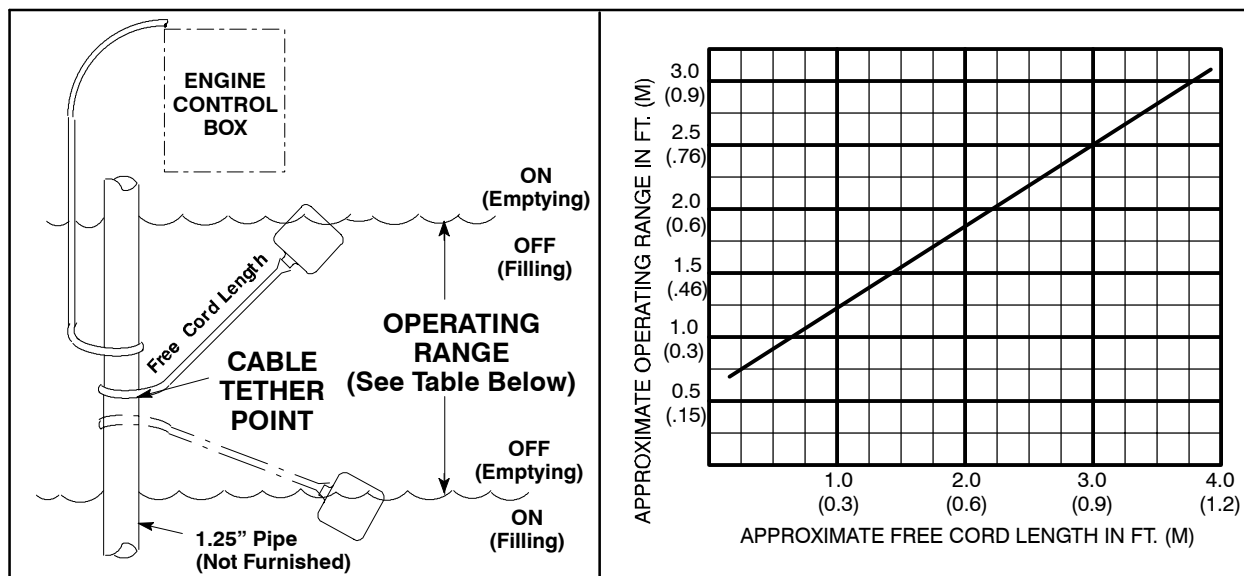 ENGINE
CONTROL
BOX
ON
(Emptying)
OFF
(Filling)
Free Cord Length
OPERATING
RANGE
(See Table Below)
CABLE
TETHER
POINT
OFF
(Emptying)
ON
(Filling)
1.25” Pipe
(Not Furnished)
APPROXIMATE OPERATING RANGE IN FT. (M)
3.0
(0.9)
2.5
(.76)
2.0
(0.6)
1.5
(.46)
1.0
(0.3)
0.5
(.15)
1.0 2.0 3.0 4.0
(0.3) (0.6) (0.9) (1.2)
APPROXIMATE FREE CORD LENGTH IN FT. (M)